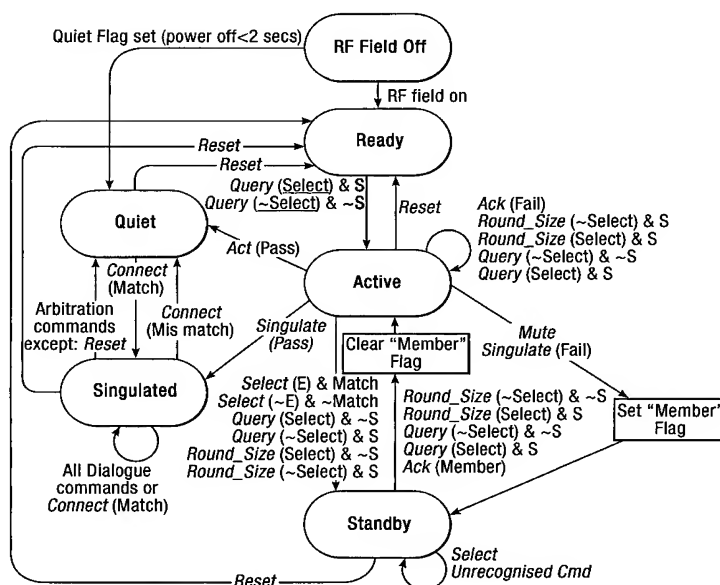 Quiet Flag set (power off<2 secs)
RF Field Off
RF field on
Ready
Reset
Reset
Query (Select) & S
Query (~Select) & ~S
Reset
Quiet
Act (Pass)
Ack (Fail)
Round_Size (~Select) & S
Round_Size (Select) & S
Query (~Select) & ~S
Query (Select) & S
Active
Connect
(Match)
Connect
(Mis match)
Arbitration
commands
except: Reset
Singulate
(Pass)
Clear "Member"
Flag
Mute
Singulate (Fail)
Singulated
Select (E) & Match
Select (~E) & ~Match
Query (Select) & ~S
Query (~Select) & S
Round_Size (Select) & ~S
Round_Size (~Select) & S
Round_Size (~Select) & ~S
Round_Size (Select) & S
Query (~Select) & ~S
Query (Select) & S
Ack (Member)
Set "Member"
Flag
All Dialogue
commands or
Connect (Match)
Standby
Select
Unrecognised Cmd
Reset